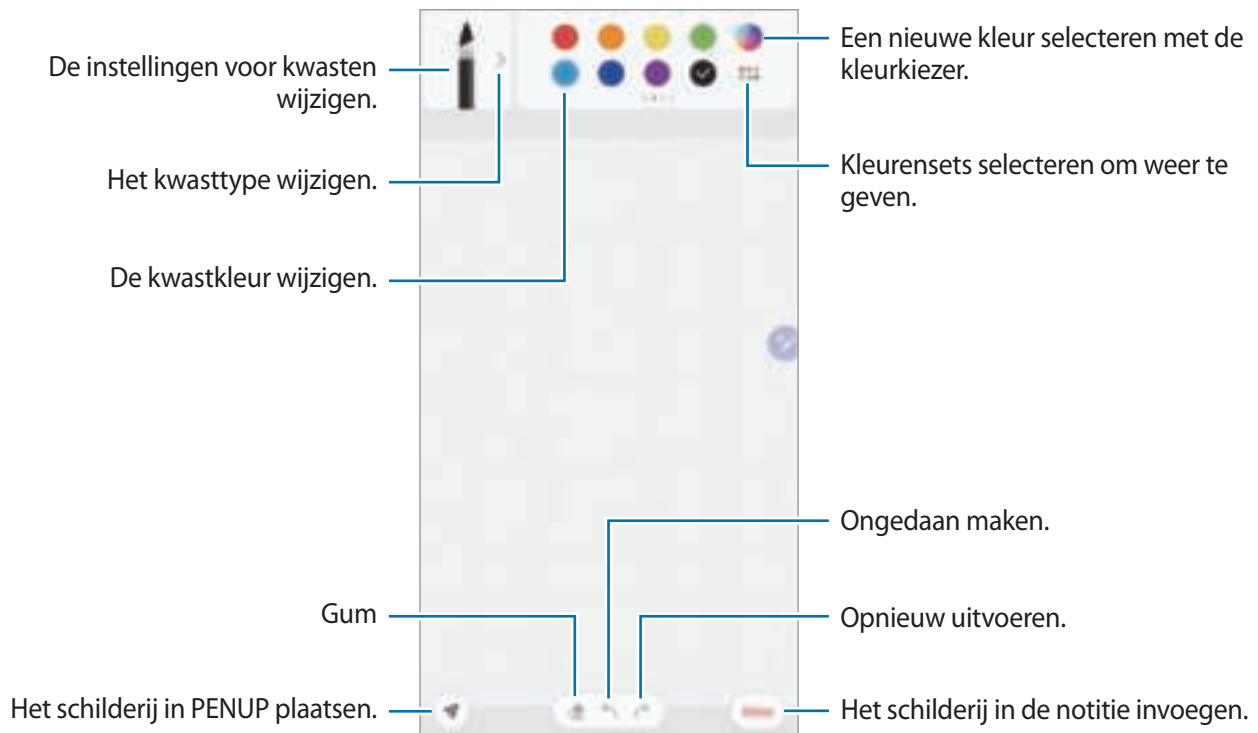 De instellingen voor kwasten
wijzigen.
Het kwasttype wijzigen.
De kwastkleur wijzigen.
Een nieuwe kleur selecteren met de
kleurkiezer.
Kleurensets selecteren om weer te
geven.
Ongedaan maken.
Gum
Opnieuw uitvoeren.
Het schilderij in PENUP plaatsen.
Het schilderij in de notitie invoegen.